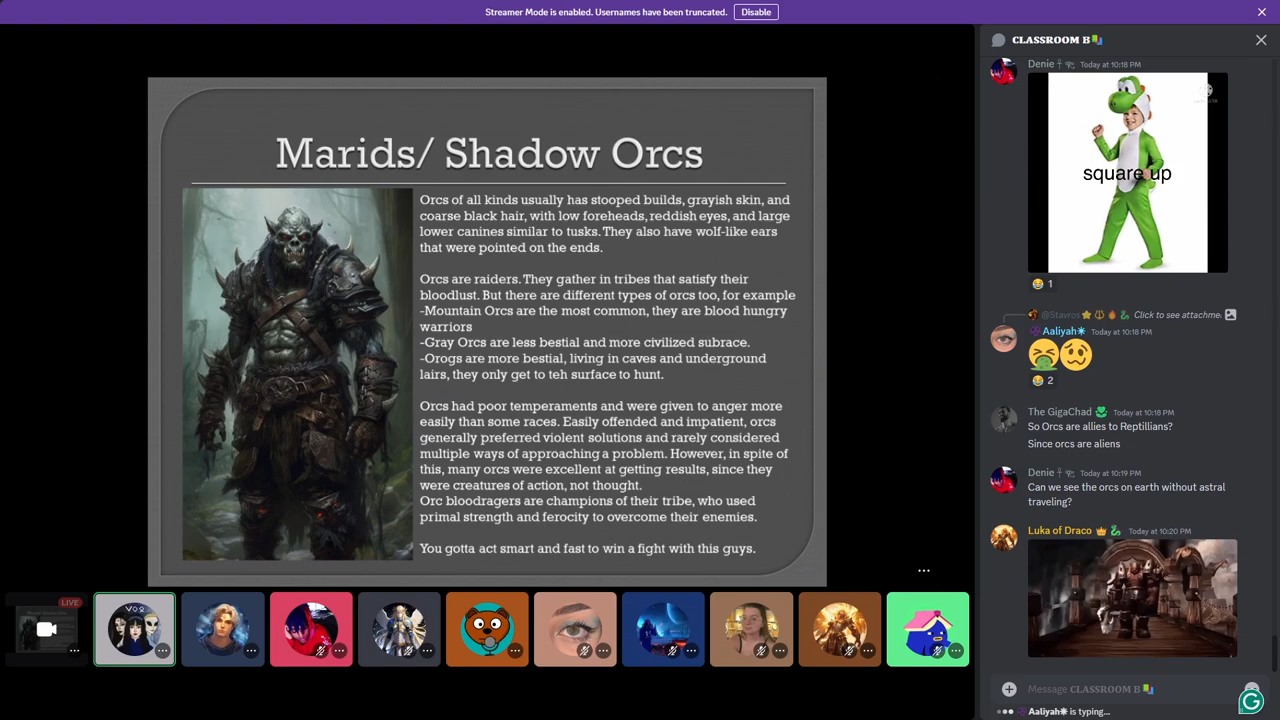 Streamer Mode is enabled. Usernames have been truncated. Disable
CLASSROOM B
Marids/ Shadow Orcs
Orcs of all kinds usually has stooped builds, grayish skin, and
coarse black hair, with low foreheads, reddish eyes, and large
lower canines similar to tusks. They also have wolf-like ears
that were pointed on the ends.
Orcs are raiders. They gather in tribes that satisfy their
bloodlust. But there are different types of orcs too, for example
-Mountain Orcs are the most common, they are blood hungry
warriors
-Gray Orcs are less bestial and more civilized subrace.
-Orogs are more bestial, living in caves and underground
lairs, they only get to teh surface to hunt.
Orcs had poor temperaments and were given to anger more
easily than some races. Easily offended and impatient, orcs
generally preferred violent solutions and rarely considered
multiple ways of approaching a problem. However, in spite of
this, many orcs were excellent at getting results, since they
were creatures of action, not thought.
Orc bloodragers are champions of their tribe, who used
primal strength and ferocity to overcome their enemies.
You gotta act smart and fast to win a fight with this guys.
LIVE
Denie Today at 10:18 PM
square up
1
@Stavros Click to see attachme.
Aaliyah Today at 10:18 PM
2
The GigaChad Today at 10:18 PM
So Orcs are allies to Reptillians?
Since orcs are aliens
Denie Today at 10:19 PM
Can we see the orcs on earth without astral
traveling?
Luka of Draco Today at 10:20 PM
Message CLASSROOM B
Aaliyah is typing...